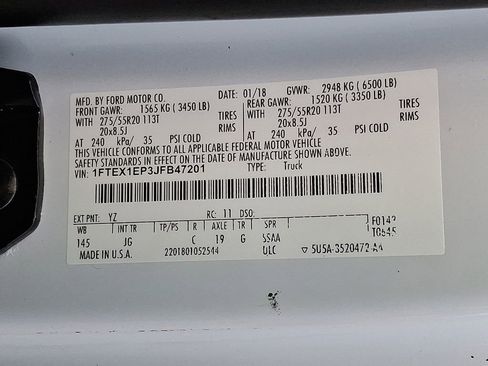 MFD. BY FORD MOTOR CO. DATE: 01/18 GVWR: 2948 KG ( 6500 LB)
FRONT GAWR: 1565 KG ( 3450 LB) REAR GAWR: 1520 KG ( 3350 LB)
WITH 275/55R20 113T TIRES WITH 275/55R20 113T TIRES
20x8.5J RIMS 20x8.5J RIMS
AT 240 kPa/ 35 PSI COLD AT 240 kPa/ 35 PSI COLD
THIS VEHICLE CONFORMS TO ALL APPLICABLE FEDERAL MOTOR VEHICLE
SAFETY STANDARDS IN EFFECT ON THE DATE OF MANUFACTURE SHOWN ABOVE.
VIN: 1FTEX1EP3JFB47201 TYPE: Truck
EXT PNT: YZ RC: 11 DSO: F0142
WB INT TR TP/PS R AXLE TR SPR T0545
145 JG C 19 G SSAA
MADE IN U.S.A. 2201801052544 ULC 5U5A-3520472-AA